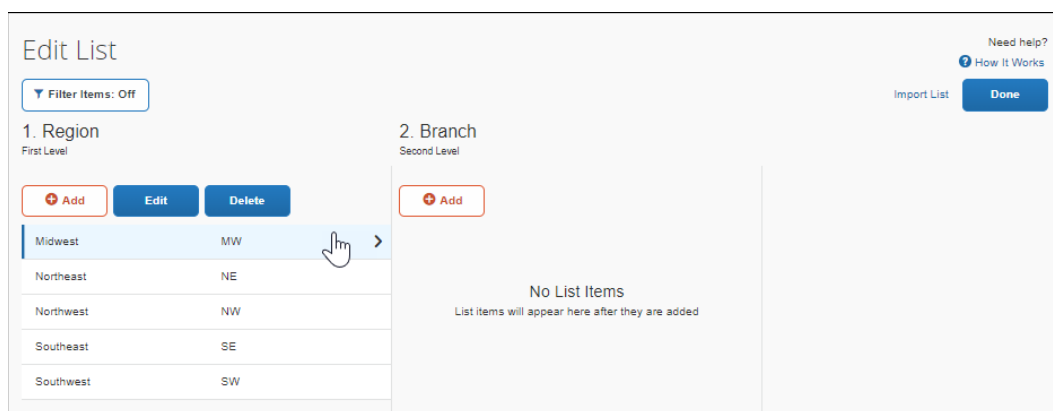 Edit List
Need help?
How It Works
Filter Items: Off
Import List
Done
1. Region
First Level
2. Branch
Second Level
Add
Edit
Delete
Add
Midwest MW
Northeast NE
Northwest NW
Southeast SE
Southwest SW
No List Items
List items will appear here after they are added